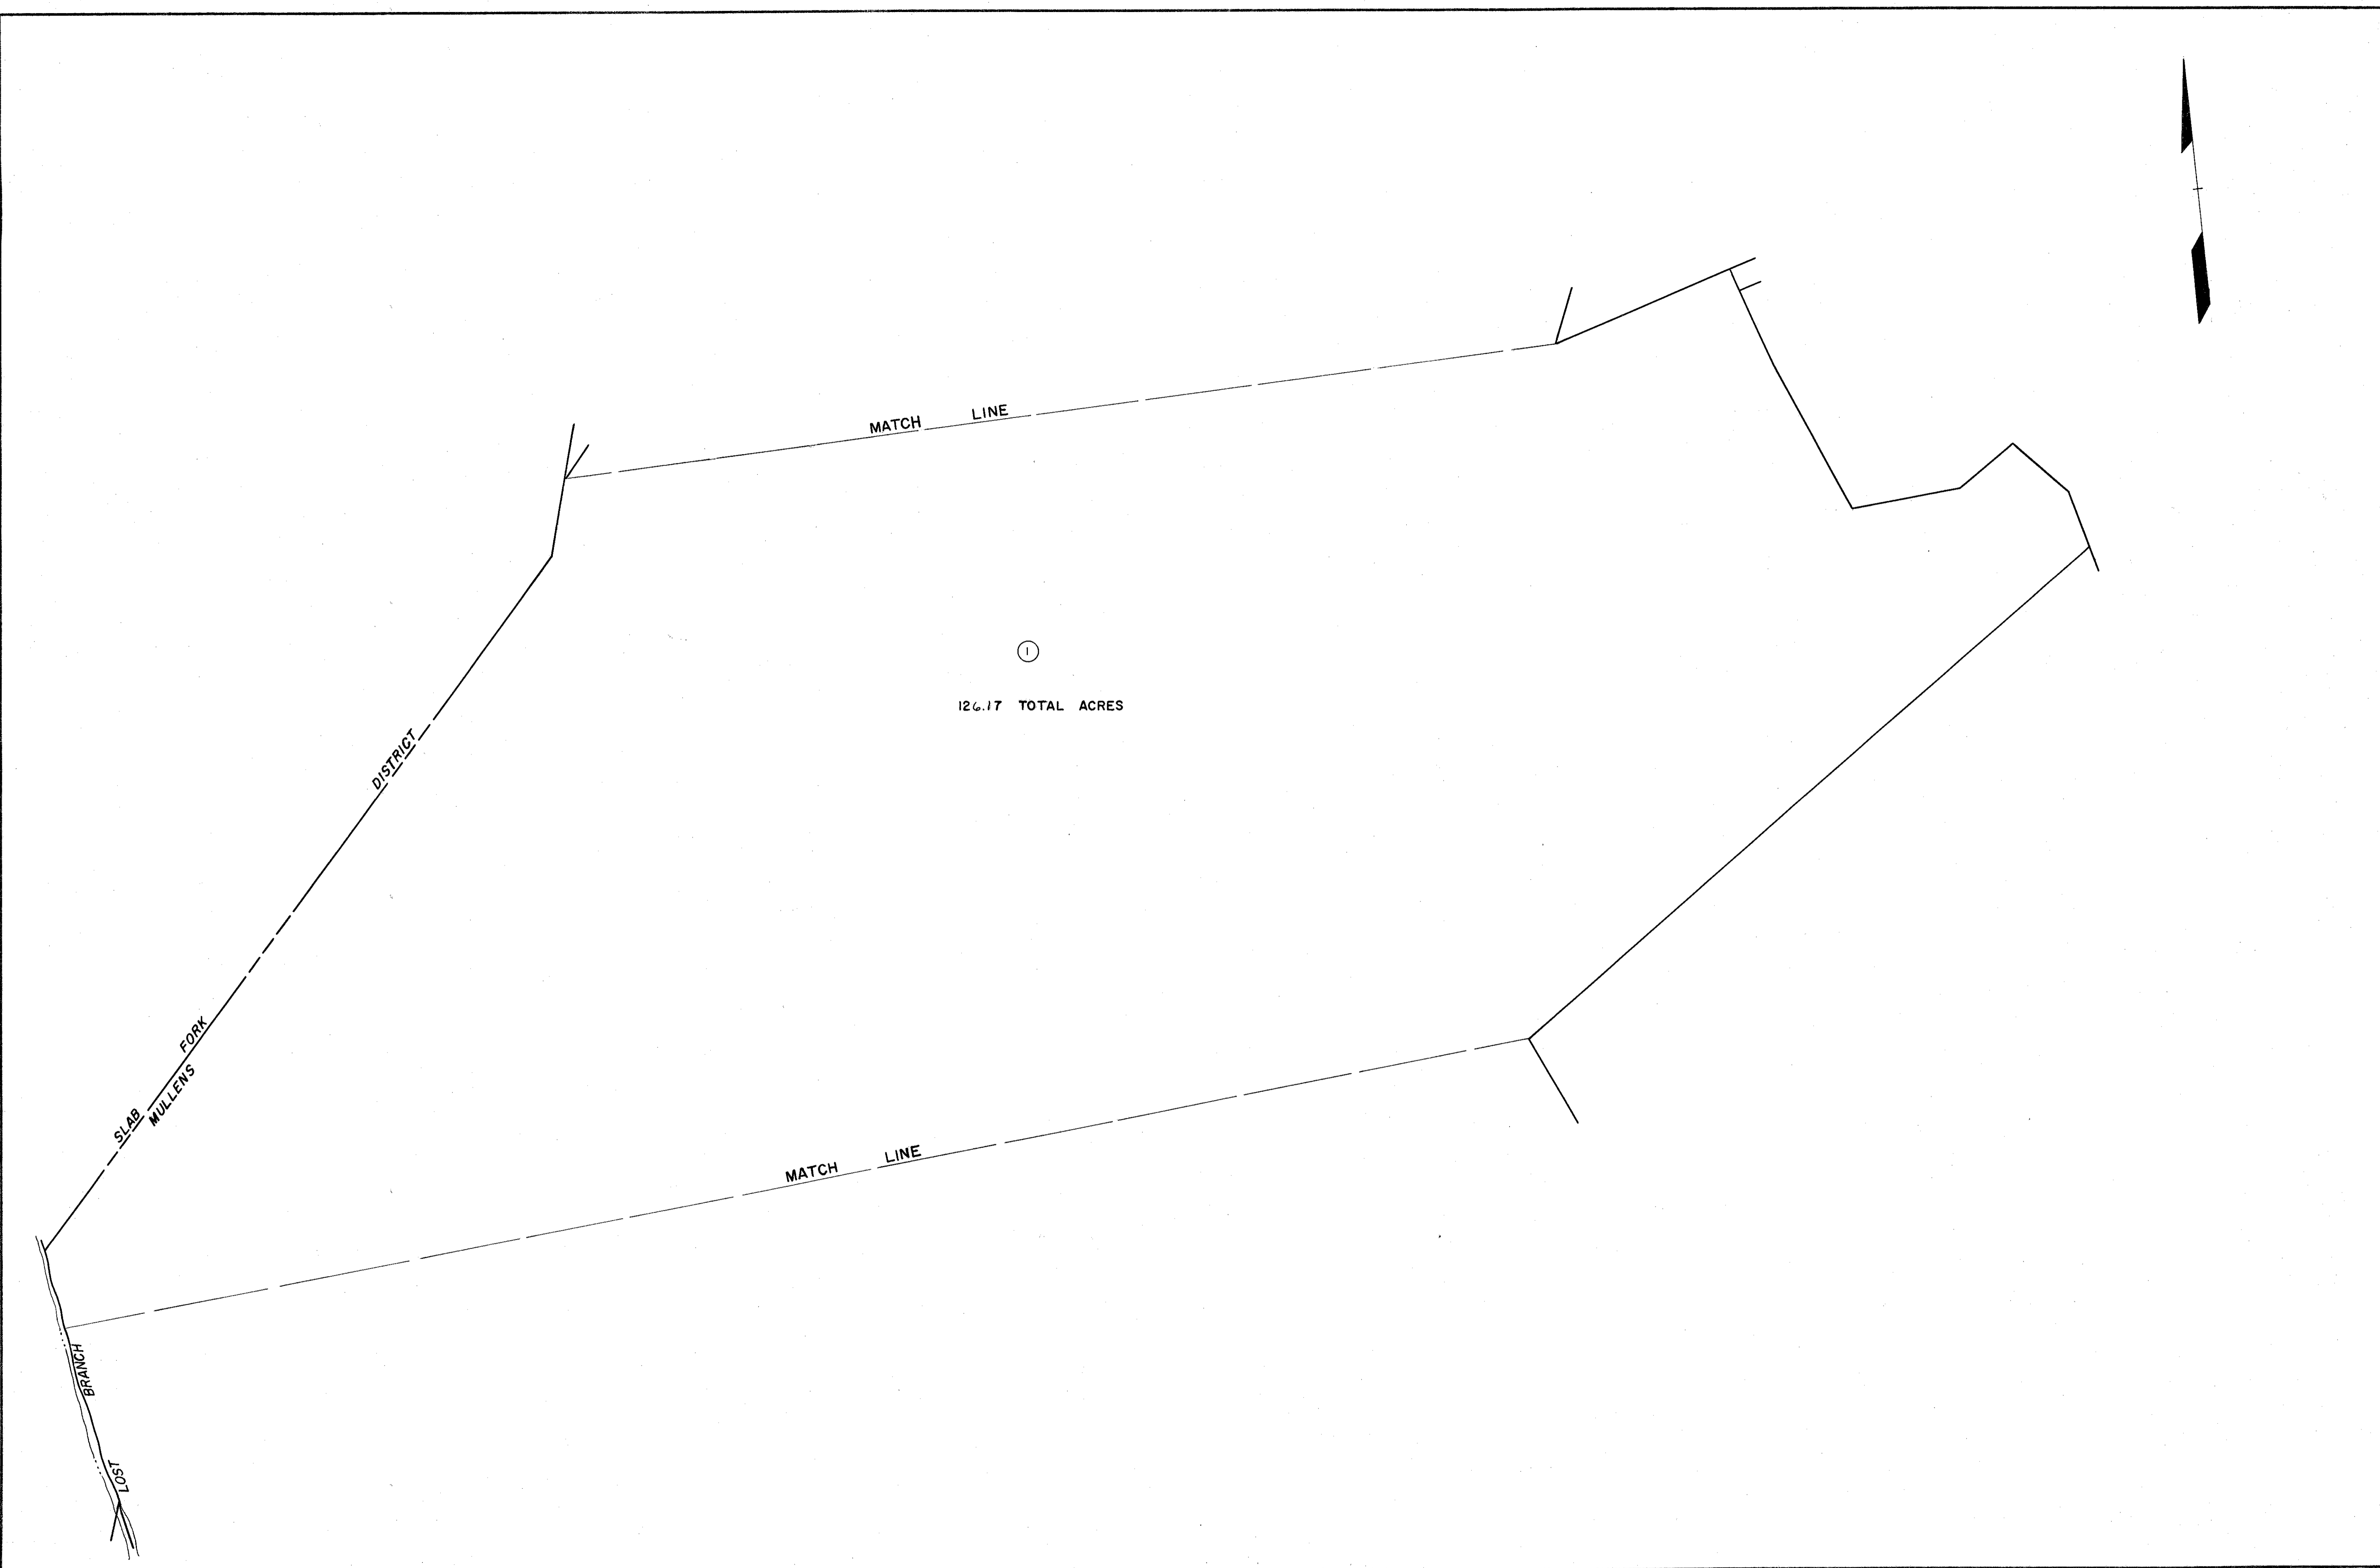 MATCH LINE
1
126.17 TOTAL ACRES
SLAB FORK DISTRICT
MULLENS
MATCH LINE
LOST BRANCH